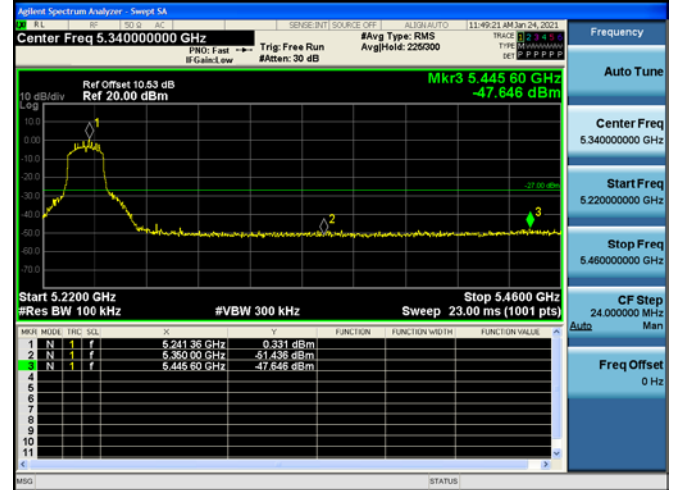 Agilent Spectrum Analyzer - Swept SA
RL RF 50 Ω AC SENSE:INT SOURCE OFF ALIGN AUTO 11:49:21 AM Jan 24, 2021
Center Freq 5.340000000 GHz
PNO: Fast
IFGain:Low
Trig: Free Run
#Atten: 30 dB
#Avg Type: RMS
Avg|Hold: 225/300
TRACE 1 2 3 4 5 6
TYPE M
DET P P P P P P
Ref Offset 10.53 dB
10 dB/div Ref 20.00 dBm
Log
Mkr3 5.445 60 GHz
-47.646 dBm
10.0
0.00
-10.0
-20.0
-30.0
-40.0
-50.0
-60.0
-70.0
1
2
3
-27.00 dBm
Start 5.2200 GHz Stop 5.4600 GHz
#Res BW 100 kHz #VBW 300 kHz Sweep 23.00 ms (1001 pts)
MKR MODE TRC SCL X Y FUNCTION FUNCTION WIDTH FUNCTION VALUE
1 N 1 f 5.241 36 GHz 0.331 dBm
2 N 1 f 5.350 00 GHz -51.436 dBm
3 N 1 f 5.445 60 GHz -47.646 dBm
4
5
6
7
8
9
10
11
MSG STATUS
Frequency
Auto Tune
Center Freq
5.340000000 GHz
Start Freq
5.220000000 GHz
Stop Freq
5.460000000 GHz
CF Step
24.000000 MHz
Auto Man
Freq Offset
0 Hz